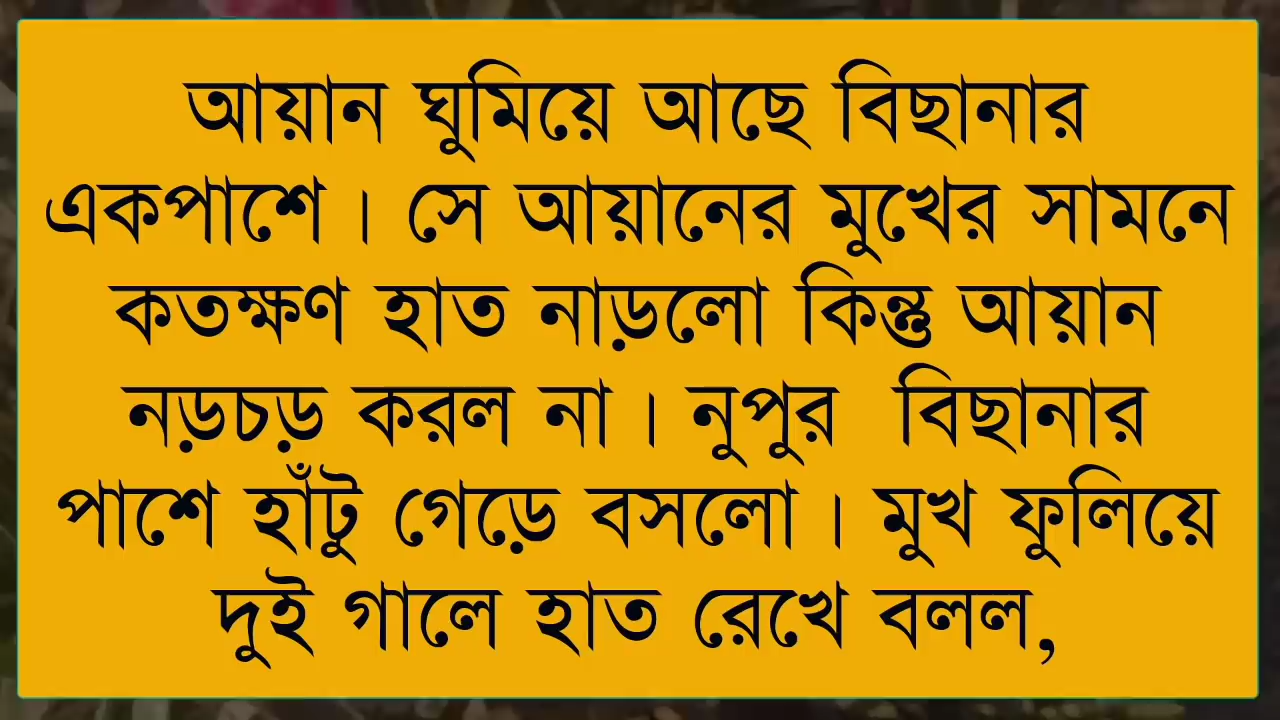 আয়ান ঘুমিয়ে আছে বিছানার
একপাশে। সে আয়ানের মুখের সামনে
কতক্ষণ হাত নাড়লো কিন্তু আয়ান
নড়চড় করল না। নুপুর  বিছানার
পাশে হাঁটু গেড়ে বসলো। মুখ ফুলিয়ে
দুই গালে হাত রেখে বলল,